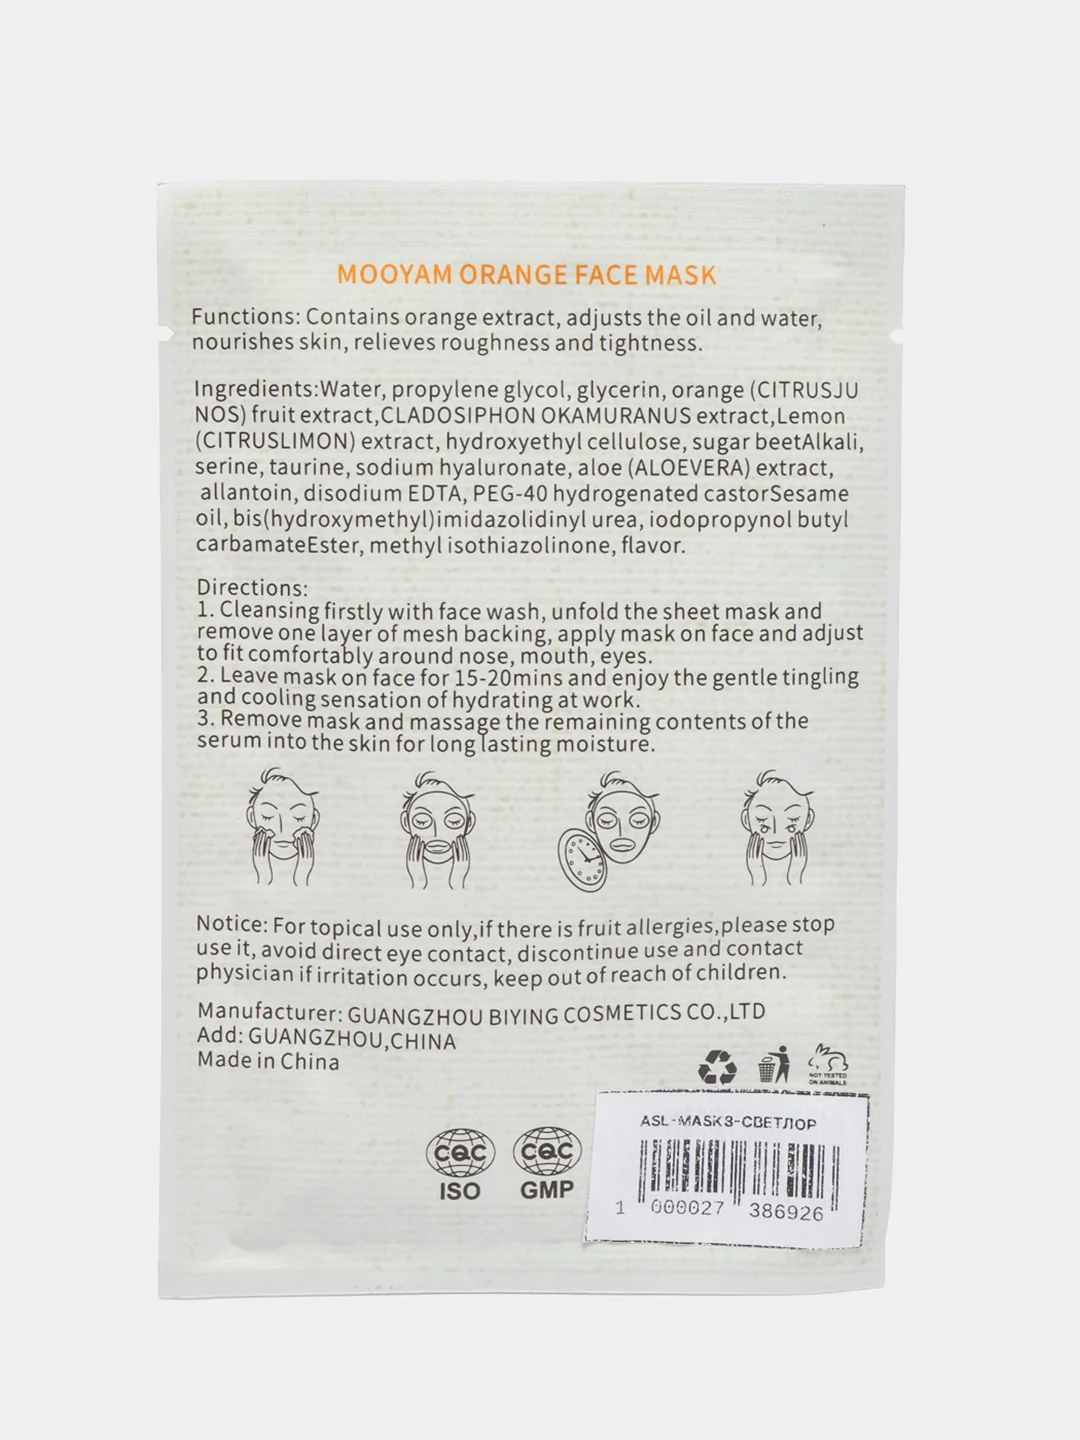 MOOYAM ORANGE FACE MASK
Functions: Contains orange extract, adjusts the oil and water,
nourishes skin, relieves roughness and tightness.
Ingredients:Water, propylene glycol, glycerin, orange (CITRUSJU
NOS) fruit extract,CLADOSIPHON OKAMURANUS extract,Lemon
(CITRUSLIMON) extract, hydroxyethyl cellulose, sugar beetAlkali,
serine, taurine, sodium hyaluronate, aloe (ALOEVERA) extract,
allantoin, disodium EDTA, PEG-40 hydrogenated castorSesame
oil, bis(hydroxymethyl)imidazolidinyl urea, iodopropynol butyl
carbamateEster, methyl isothiazolinone, flavor.
Directions:
1. Cleansing firstly with face wash, unfold the sheet mask and
remove one layer of mesh backing, apply mask on face and adjust
to fit comfortably around nose, mouth, eyes.
2. Leave mask on face for 15-20mins and enjoy the gentle tingling
and cooling sensation of hydrating at work.
3. Remove mask and massage the remaining contents of the
serum into the skin for long lasting moisture.
Notice: For topical use only,if there is fruit allergies,please stop
use it, avoid direct eye contact, discontinue use and contact
physician if irritation occurs, keep out of reach of children.
Manufacturer: GUANGZHOU BIYING COSMETICS CO.,LTD
Add: GUANGZHOU,CHINA
Made in China
NOT TESTED
ON ANIMALS
CQC
ISO
CQC
GMP
ASL-MASK3-СВЕТЛОР
1 000027 386926